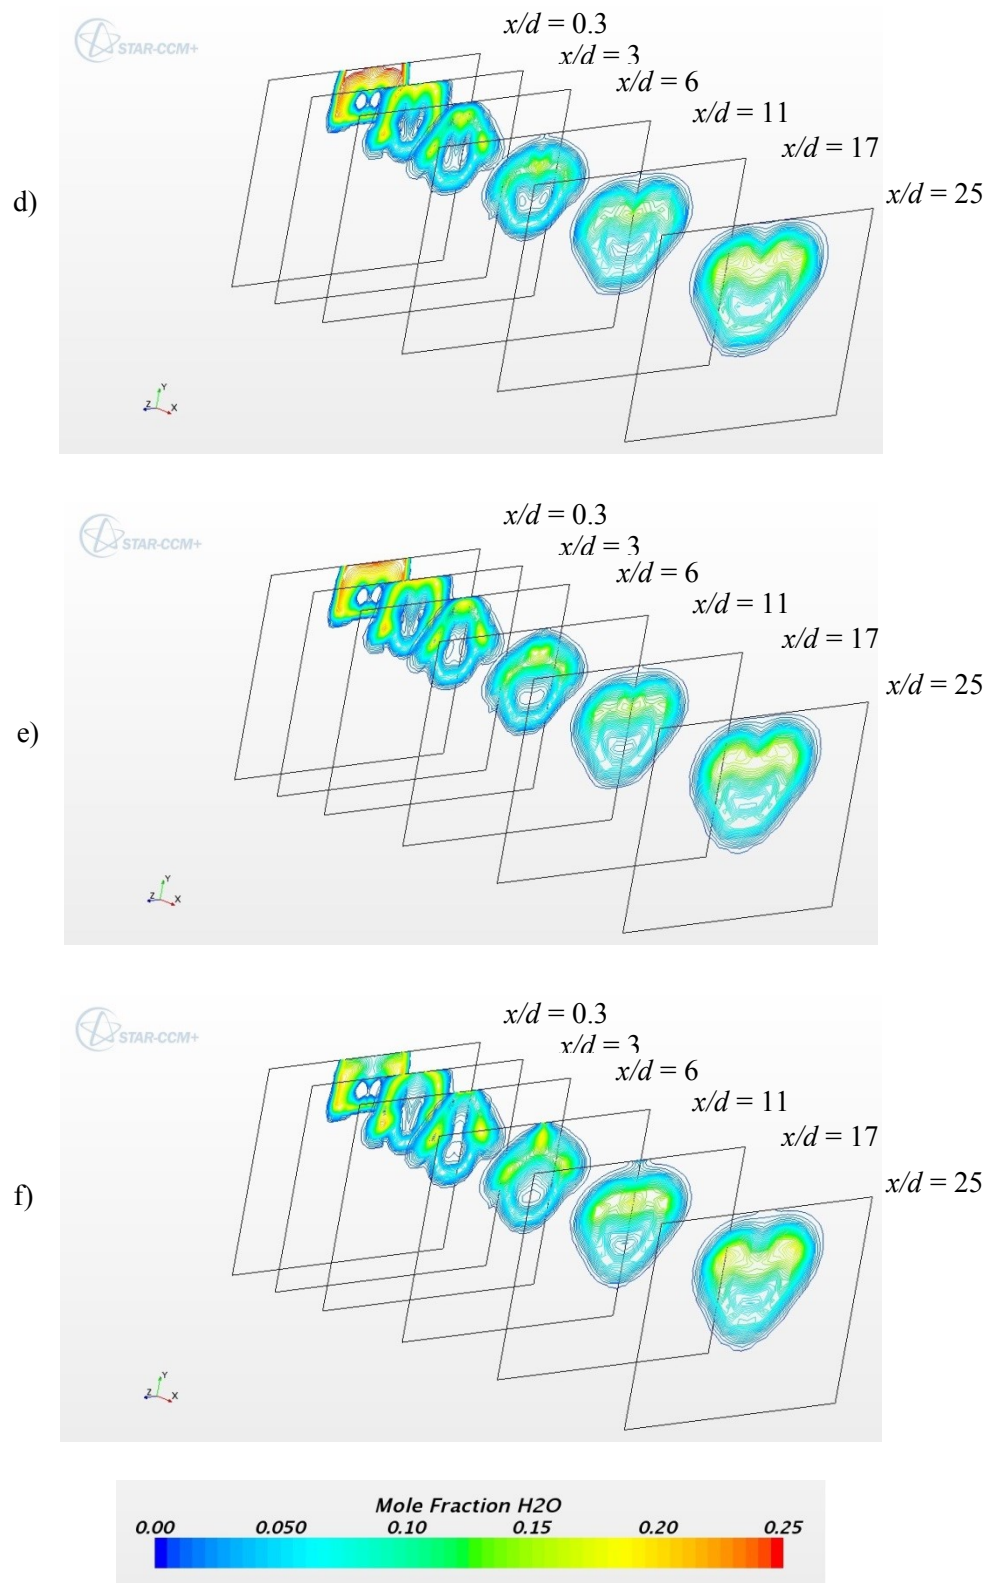 STAR-CCM+
x/d = 0.3
x/d = 3
x/d = 6
x/d = 11
x/d = 17
x/d = 25
d)
Y
Z X
STAR-CCM+
x/d = 0.3
x/d = 3
x/d = 6
x/d = 11
x/d = 17
x/d = 25
e)
Y
Z X
STAR-CCM+
x/d = 0.3
x/d = 3
x/d = 6
x/d = 11
x/d = 17
x/d = 25
f)
Y
Z X
Mole Fraction H2O
0.00 0.050 0.10 0.15 0.20 0.25